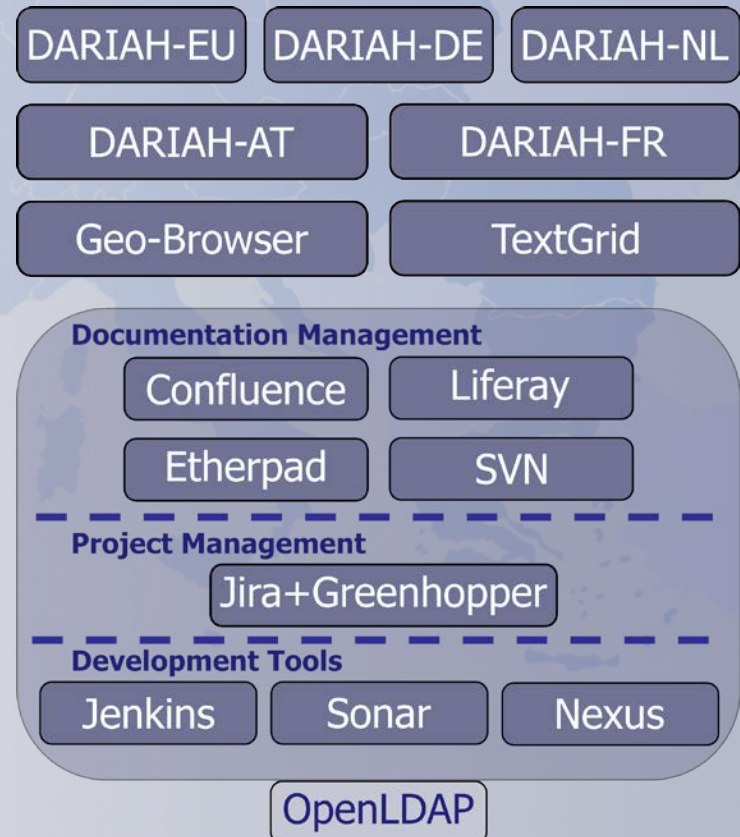 DARIAH-EU DARIAH-DE DARIAH-NL
DARIAH-AT DARIAH-FR
Geo-Browser TextGrid
Documentation Management
Confluence Liferay
Etherpad SVN
Project Management
Jira+Greenhopper
Development Tools
Jenkins Sonar Nexus
OpenLDAP